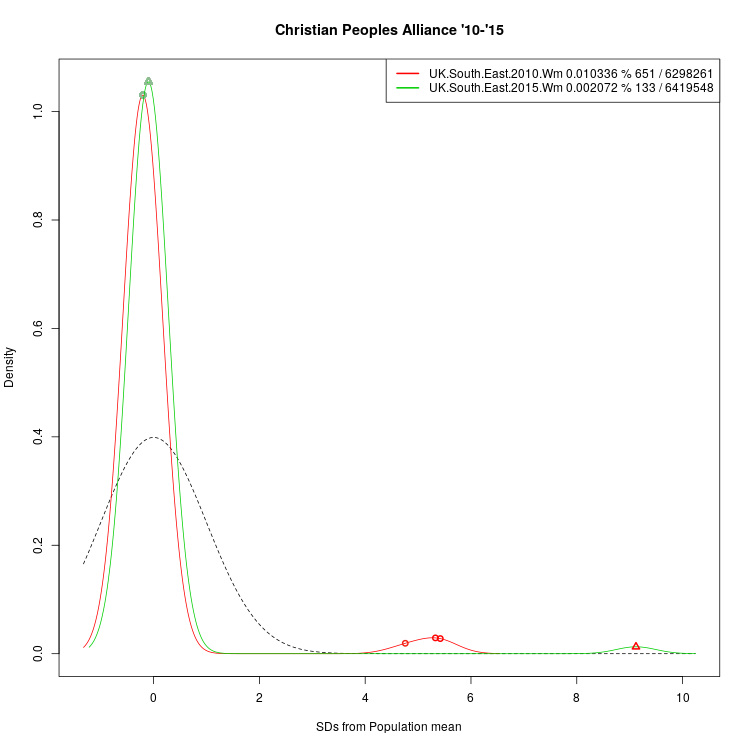 Christian Peoples Alliance '10-'15
UK.South.East.2010.Wm 0.010336 % 651 / 6298261
UK.South.East.2015.Wm 0.002072 % 133 / 6419548
Density
1.0
0.8
0.6
0.4
0.2
0.0
0 2 4 6 8 10
SDs from Population mean